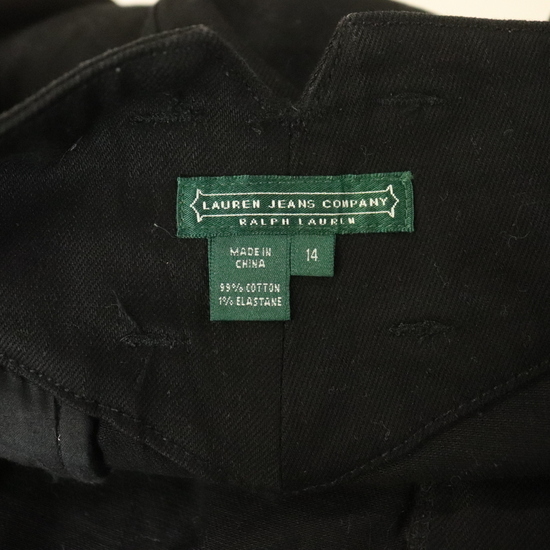 LAUREN JEANS COMPANY
RALPH LAUREN
MADE IN
CHINA
14
99% COTTON
1% ELASTANE